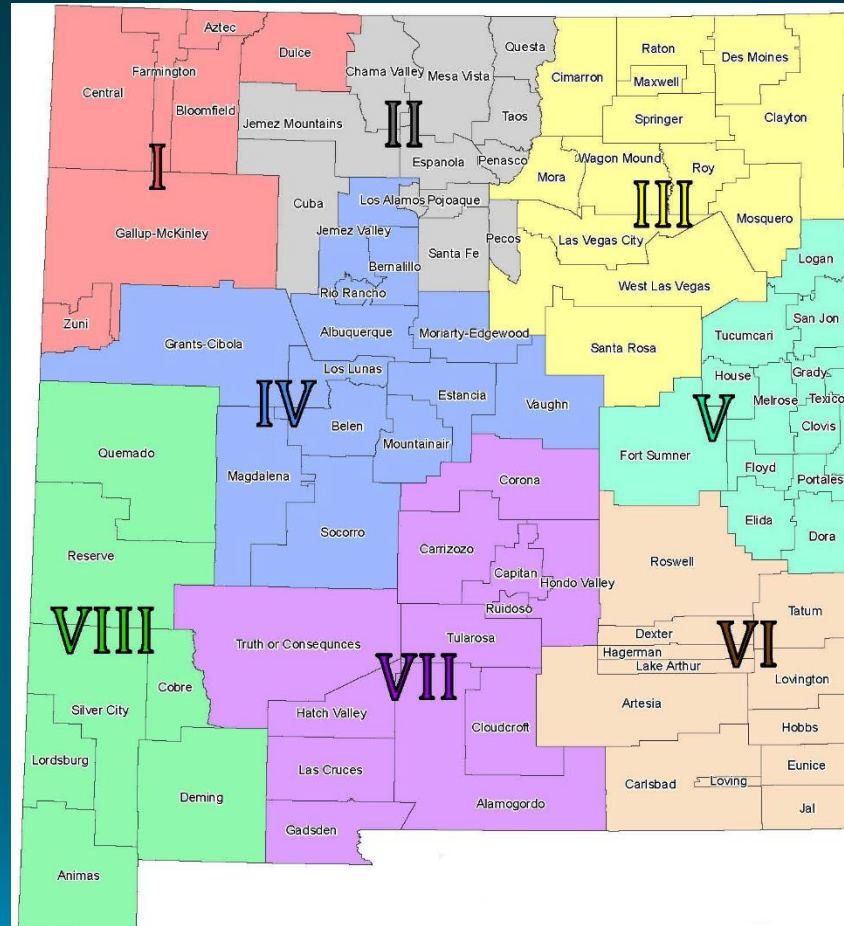 Aztec
Dulce
Farmington
Central
Bloomfield
I
Gallup-McKinley
Zuni
Questa
Chama Valley
Mesa Vista
Taos
Jemez Mountains
II
Espanola
Penasco
Cuba
Pojoaque
Santa Fe
Pecos
Raton
Des Moines
Cimarron
Maxwell
Springer
Clayton
Mora
Wagon Mound
Roy
III
Mosquero
Las Vegas City
West Las Vegas
Santa Rosa
Los Alamos
Jemez Valley
Bernalillo
Rio Rancho
Albuquerque
Moriarty-Edgewood
Grants-Cibola
Los Lunas
IV
Estancia
Vaughn
Belen
Mountainair
Magdalena
Socorro
Logan
San Jon
Tucumcari
House
Grady
Melrose
Texico
V
Clovis
Fort Sumner
Floyd
Portales
Elida
Dora
Roswell
Tatum
Dexter
VI
Hagerman
Lake Arthur
Lovington
Artesia
Hobbs
Eunice
Carlsbad
Loving
Jal
Corona
Carrizozo
Capitan
Hondo Valley
Ruidoso
Truth or Consequnces
Tularosa
VII
Hatch Valley
Cloudcroft
Las Cruces
Alamogordo
Gadsden
Quemado
Reserve
VIII
Cobre
Silver City
Lordsburg
Deming
Animas